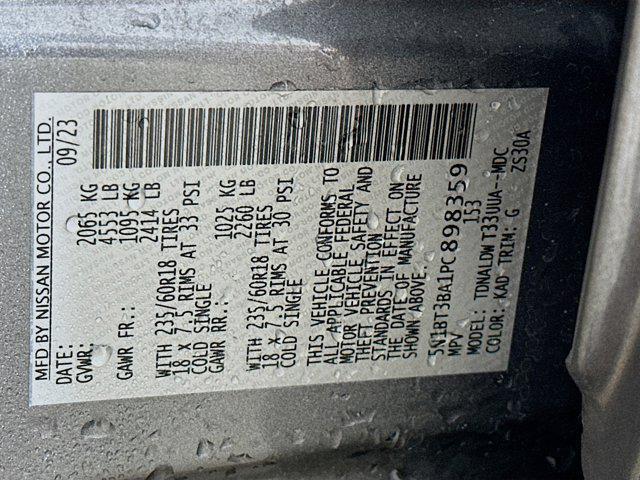 MFD BY NISSAN MOTOR CO., LTD.
DATE: 09/23
GVWR: 2065 KG
4553 LB
GAWR FR.: 1095 KG
2414 LB
WITH 235/60R18 TIRES
18 X 7.5 RIMS AT 33 PSI
COLD SINGLE
GAWR RR.: 1025 KG
2260 LB
WITH 235/60R18 TIRES
18 X 7.5 RIMS AT 30 PSI
COLD SINGLE
THIS VEHICLE CONFORMS TO
ALL APPLICABLE FEDERAL
MOTOR VEHICLE SAFETY AND
THEFT PREVENTION
STANDARDS IN EFFECT ON
THE DATE OF MANUFACTURE
SHOWN ABOVE.
5N1BT3BA1PC898359
MPV 153
MODEL: TDNALDWT33UUA--MDC
COLOR: KAD TRIM: G ZS30A